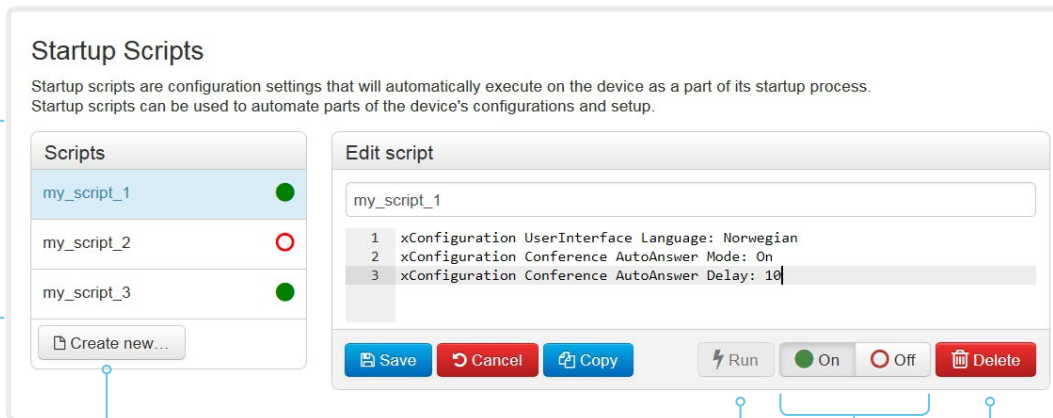 Startup Scripts
Startup scripts are configuration settings that will automatically execute on the device as a part of its startup process.
Startup scripts can be used to automate parts of the device's configurations and setup.
Scripts
my_script_1
my_script_2
my_script_3
Create new...
Edit script
my_script_1
1 xConfiguration UserInterface Language: Norwegian
2 xConfiguration Conference AutoAnswer Mode: On
3 xConfiguration Conference AutoAnswer Delay: 10
Save Cancel Copy Run On Off Delete